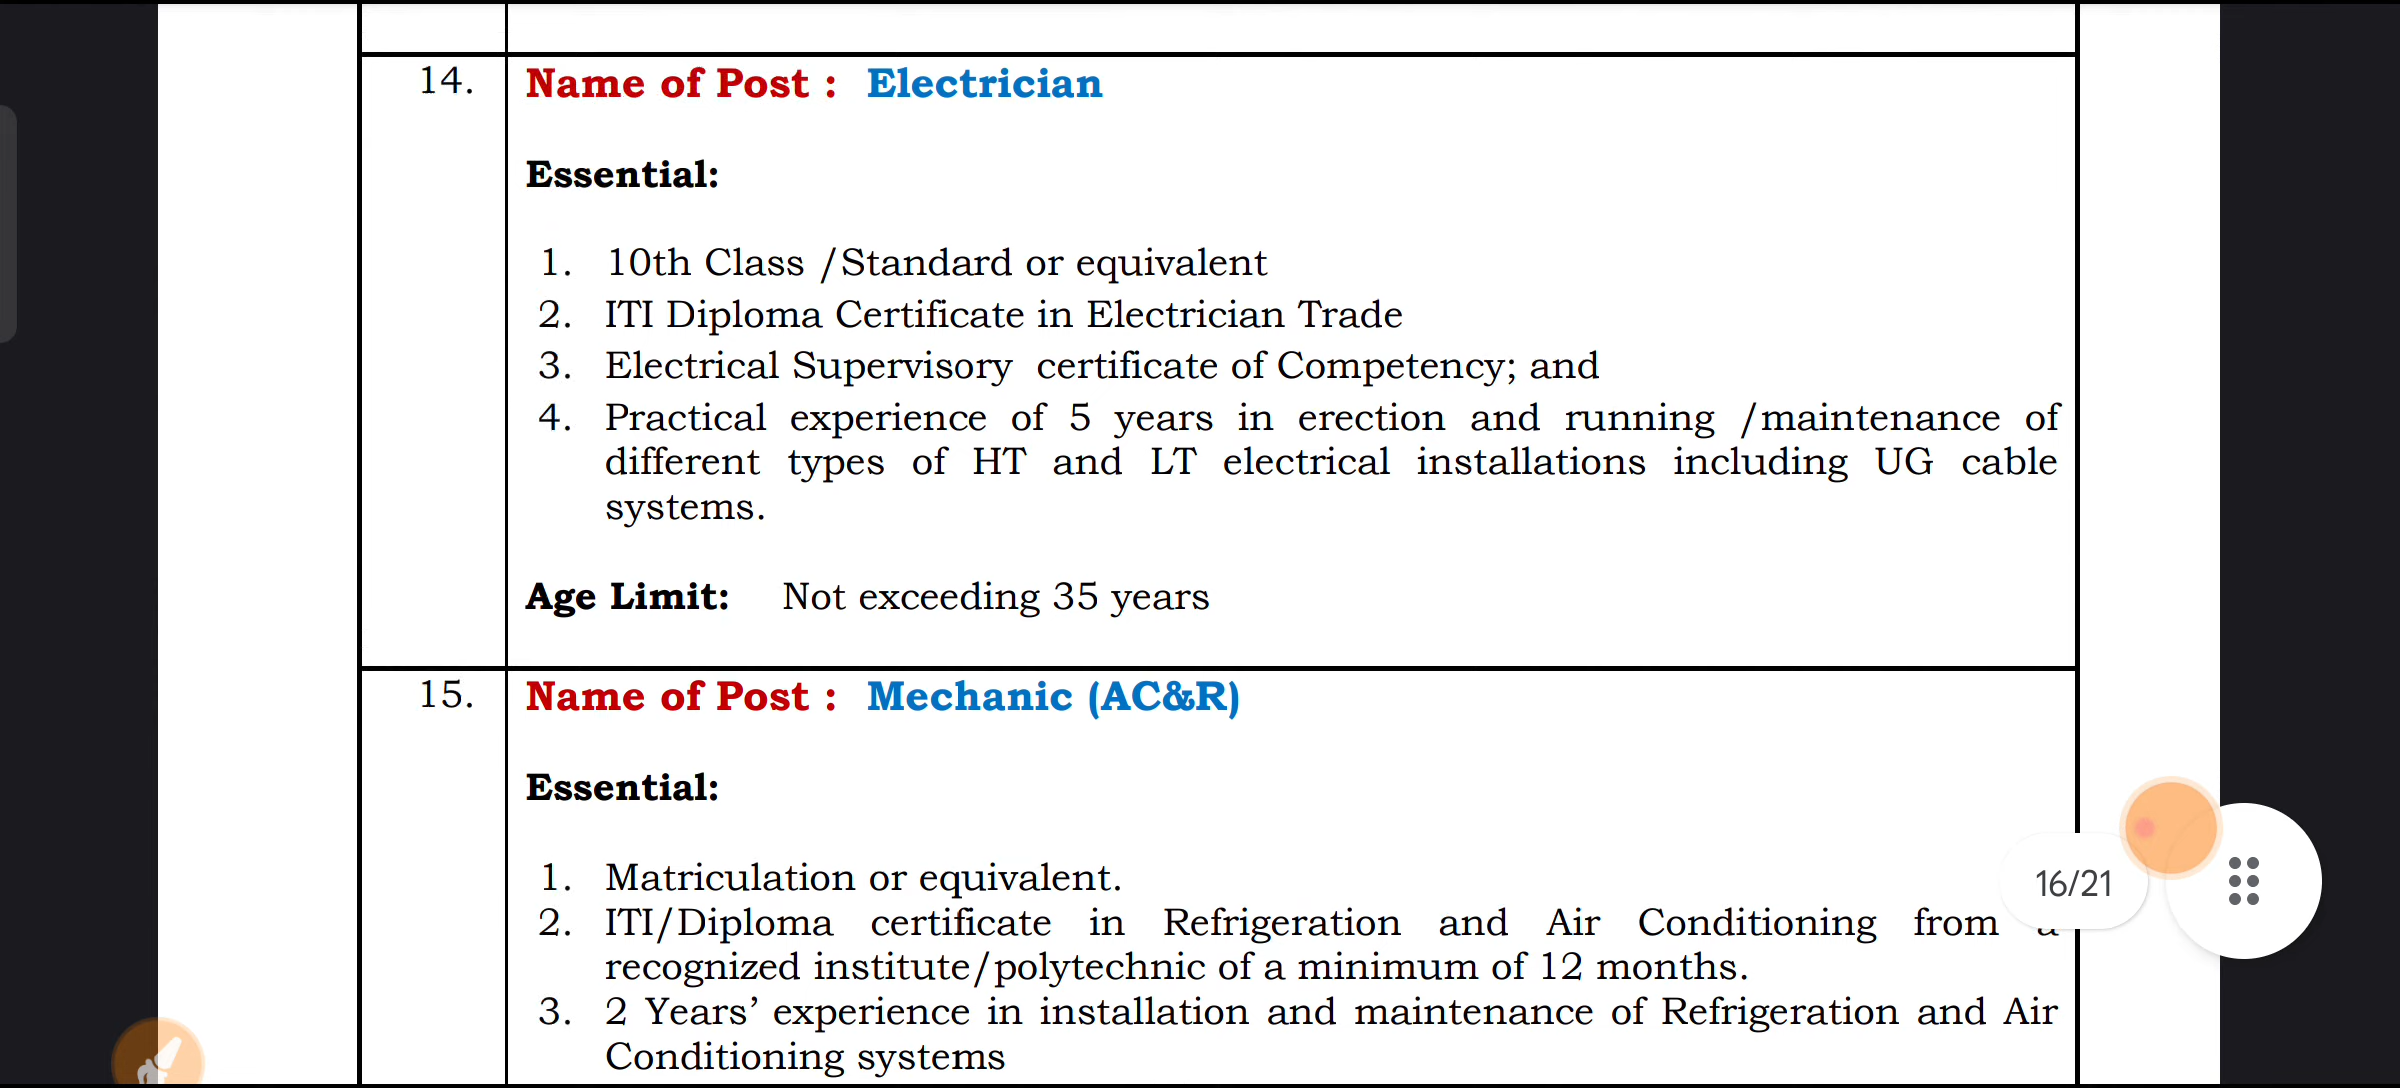 14. Name of Post : Electrician
Essential:
1. 10th Class /Standard or equivalent
2. ITI Diploma Certificate in Electrician Trade
3. Electrical Supervisory certificate of Competency; and
4. Practical experience of 5 years in erection and running /maintenance of
different types of HT and LT electrical installations including UG cable
systems.
Age Limit: Not exceeding 35 years
15. Name of Post : Mechanic (AC&R)
Essential:
1. Matriculation or equivalent.
2. ITI/Diploma certificate in Refrigeration and Air Conditioning from a
recognized institute/polytechnic of a minimum of 12 months.
3. 2 Years’ experience in installation and maintenance of Refrigeration and Air
Conditioning systems
16/21